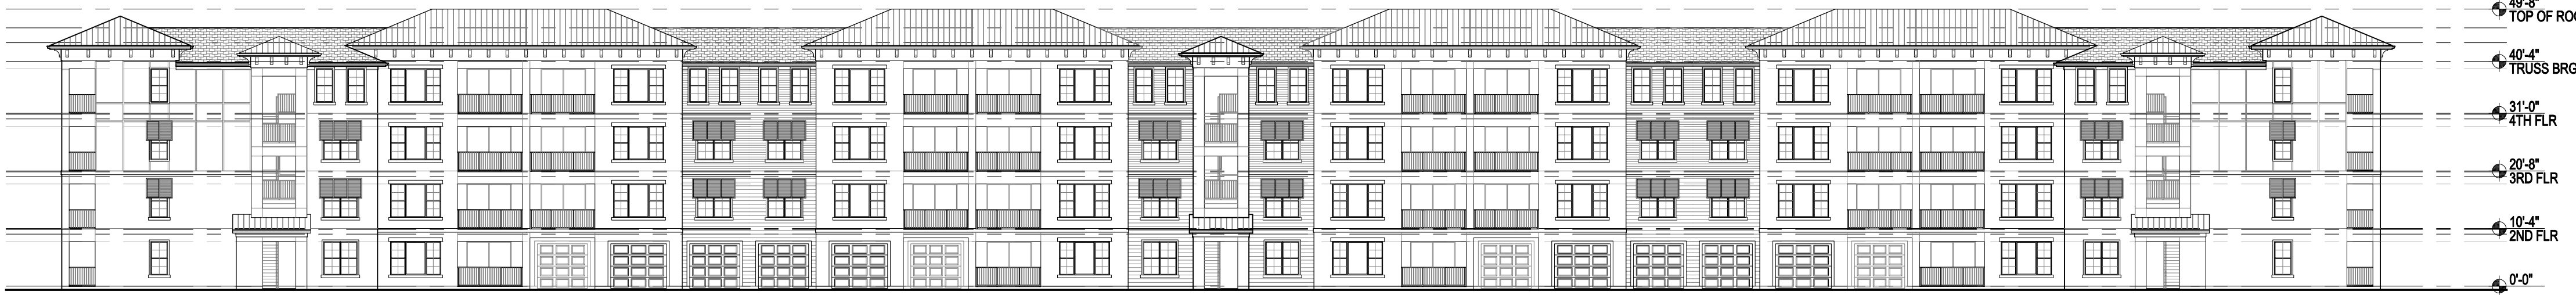 49'-8"
TOP OF ROO
40'-4"
TRUSS BRG
31'-0"
4TH FLR
20'-8"
3RD FLR
10'-4"
2ND FLR
0'-0"